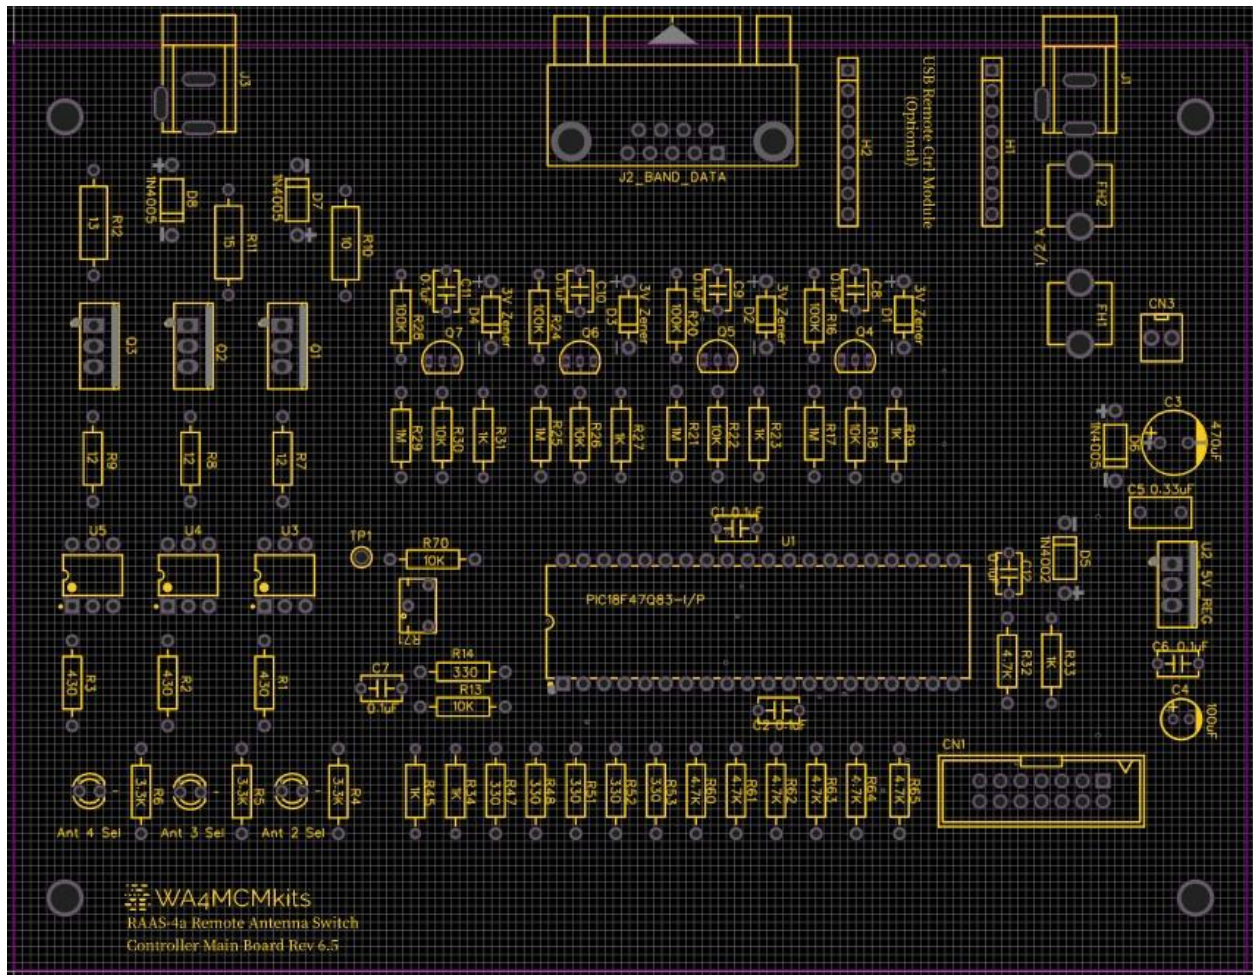 J3
J2_BAND_DATA
H2
USB Remote Ctrl Module
(Optional)
H1
J1
FH2
1/2 A
FH1
CN3
13
R12
1N4005
D8
15
R11
1N4005
D7
10
R10
Q3
Q2
Q1
100K
R28
0.1uF
C11
D4
3V Zener
Q7
100K
R24
0.1uF
C10
D3
3V Zener
Q6
100K
R20
0.1uF
C9
D2
3V Zener
Q5
100K
R16
0.1uF
C8
D1
3V Zener
Q4
12
R9
12
R8
12
R7
1M
R29
10K
R30
1K
R31
1M
R25
10K
R26
1K
R27
1M
R21
10K
R22
1K
R23
1M
R17
10K
R18
1K
R19
1N4005
D6
C3
470uF
C5 0.33uF
U2 5V_REG
C6 0.1uF
C4
100uF
U5
U4
U3
TP1
R70
10K
R71
C1 0.1uF
U1
PIC18F47Q83-I/P
C2 0.1uF
0.1uF
C12
1N4002
D5
4.7K
R32
1K
R33
430
R3
430
R2
430
R1
C7
0.1uF
R14
330
R13
10K
3.3K
R6
3.3K
R5
3.3K
R4
Ant 4 Sel
Ant 3 Sel
Ant 2 Sel
1K
R45
1K
R34
330
R47
330
R48
330
R51
330
R52
330
R53
4.7K
R60
4.7K
R61
4.7K
R62
4.7K
R63
4.7K
R64
4.7K
R65
CN1
WA4MCMkits
RAAS-4a Remote Antenna Switch
Controller Main Board Rev 6.5